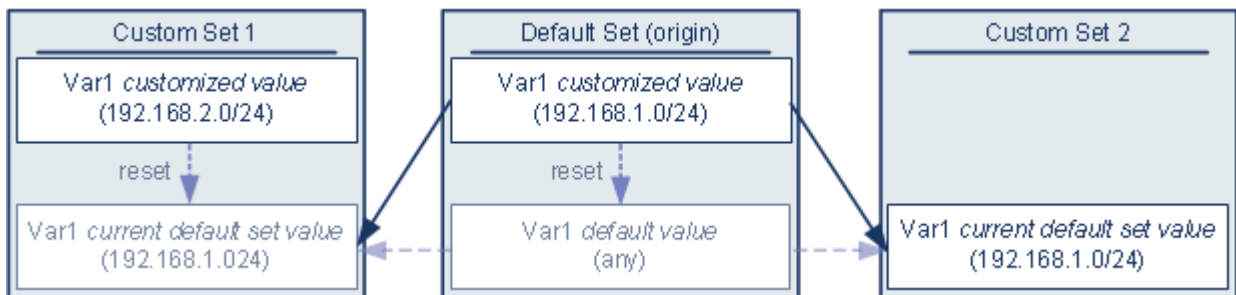 Custom Set 1
Var1 customized value
(192.168.2.0/24)
reset
Var1 current default set value
(192.168.1.024)
Default Set (origin)
Var1 customized value
(192.168.1.0/24)
reset
Var1 default value
(any)
Custom Set 2
Var1 current default set value
(192.168.1.0/24)